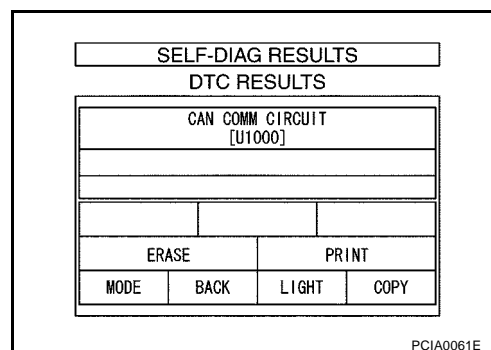 SELF-DIAG RESULTS
DTC RESULTS
CAN COMM CIRCUIT
[U1000]
ERASE PRINT
MODE BACK LIGHT COPY
PCIA0061E